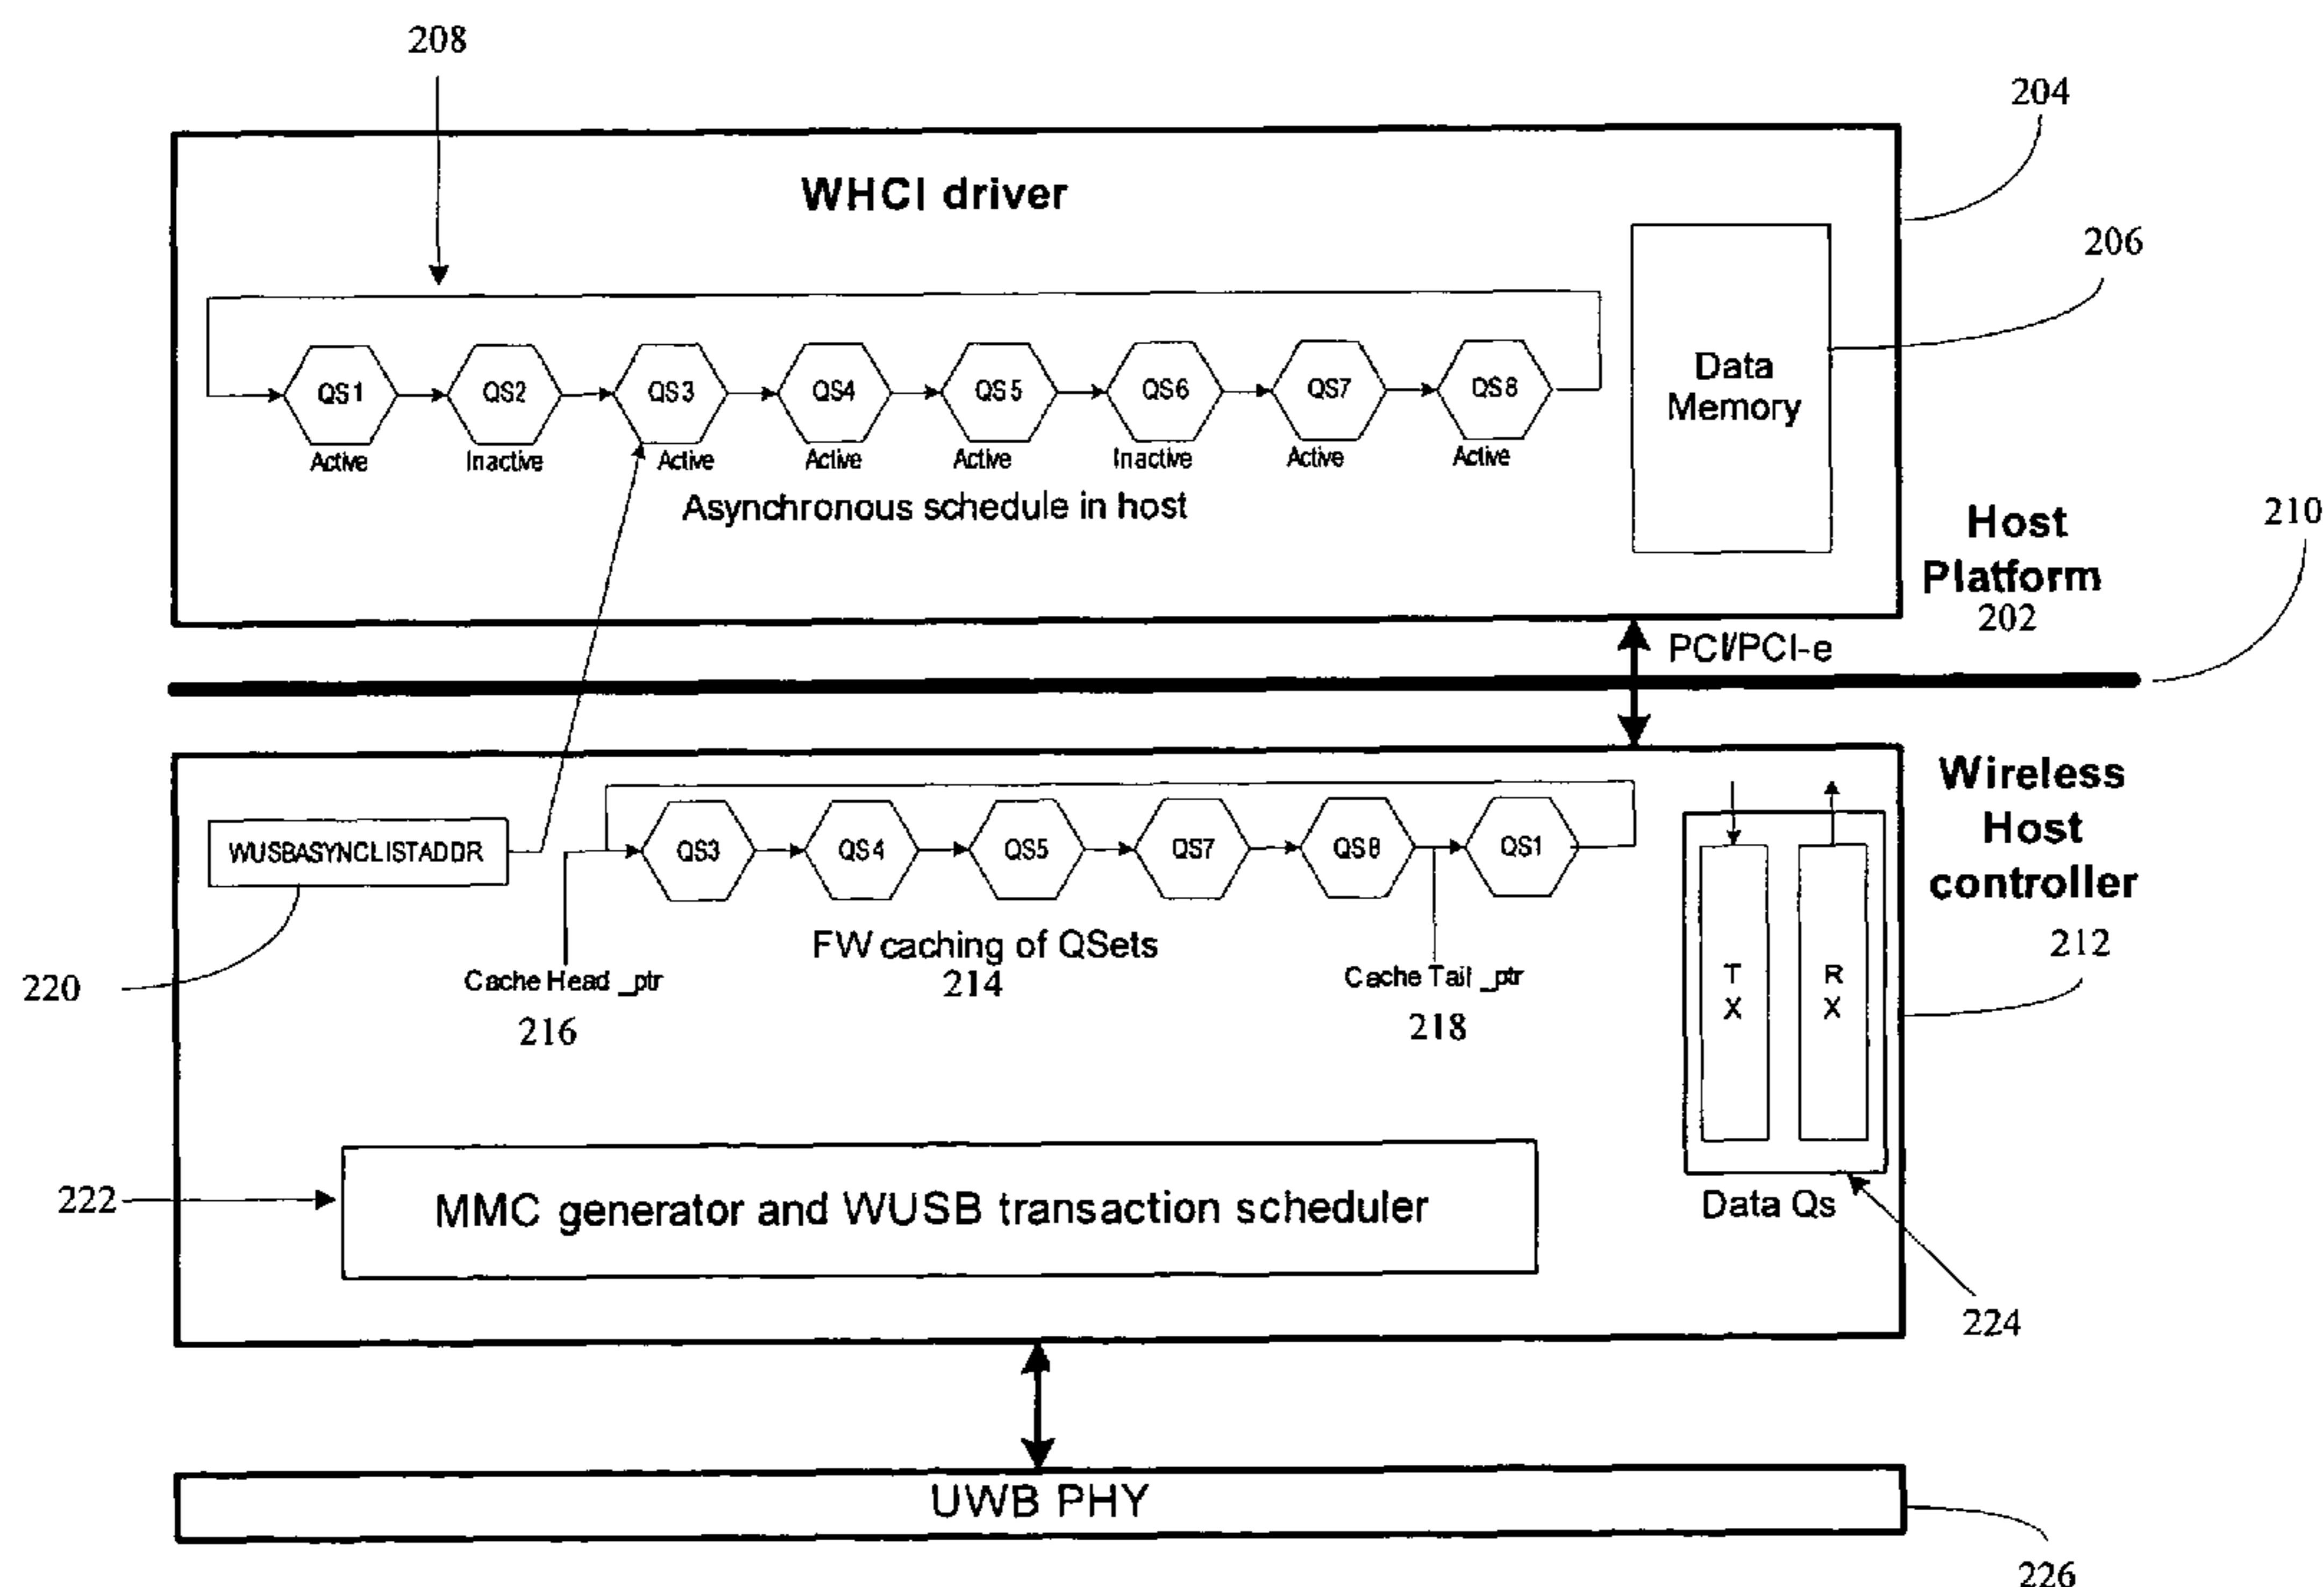 208
204
WHCI driver
206
QS1 QS2 QS3 QS4 QS5 QS6 QS7 QS8
Data
Memory
Active Inactive Active Active Active Inactive Active Active
Asynchronous schedule in host
Host
Platform
202
210
PCI/PCI-e
Wireless
Host
controller
212
WUSBASYNCLISTADDR
QS3 QS4 QS5 QS7 QS8 QS1
FW caching of QSets
214
Cache Head _ptr
216
Cache Tail _ptr
218
220
T
X
R
X
222
MMC generator and WUSB transaction scheduler
Data Qs
224
UWB PHY
226